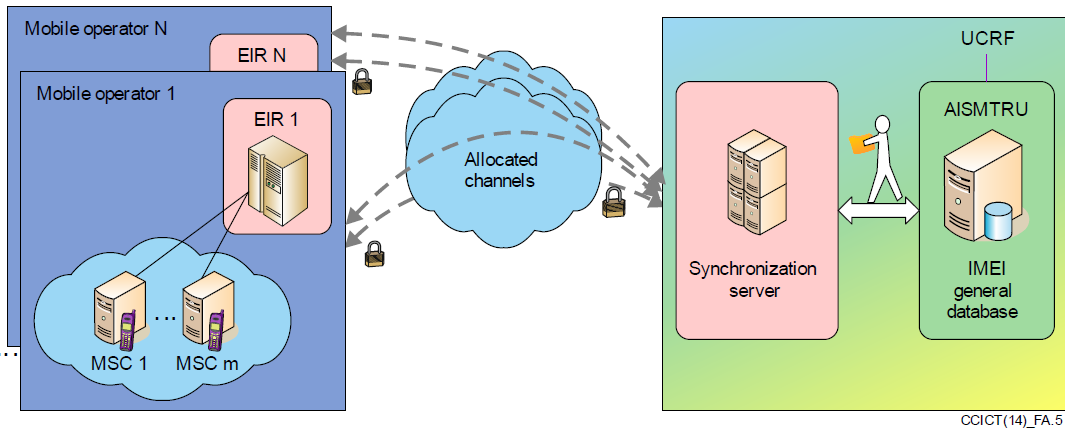 Mobile operator N
EIR N
Mobile operator 1
EIR 1
MSC 1
...
MSC m
...
Allocated
channels
UCRF
Synchronization
server
AISMTRU
IMEI
general
database
CCICT(14)_FA.5